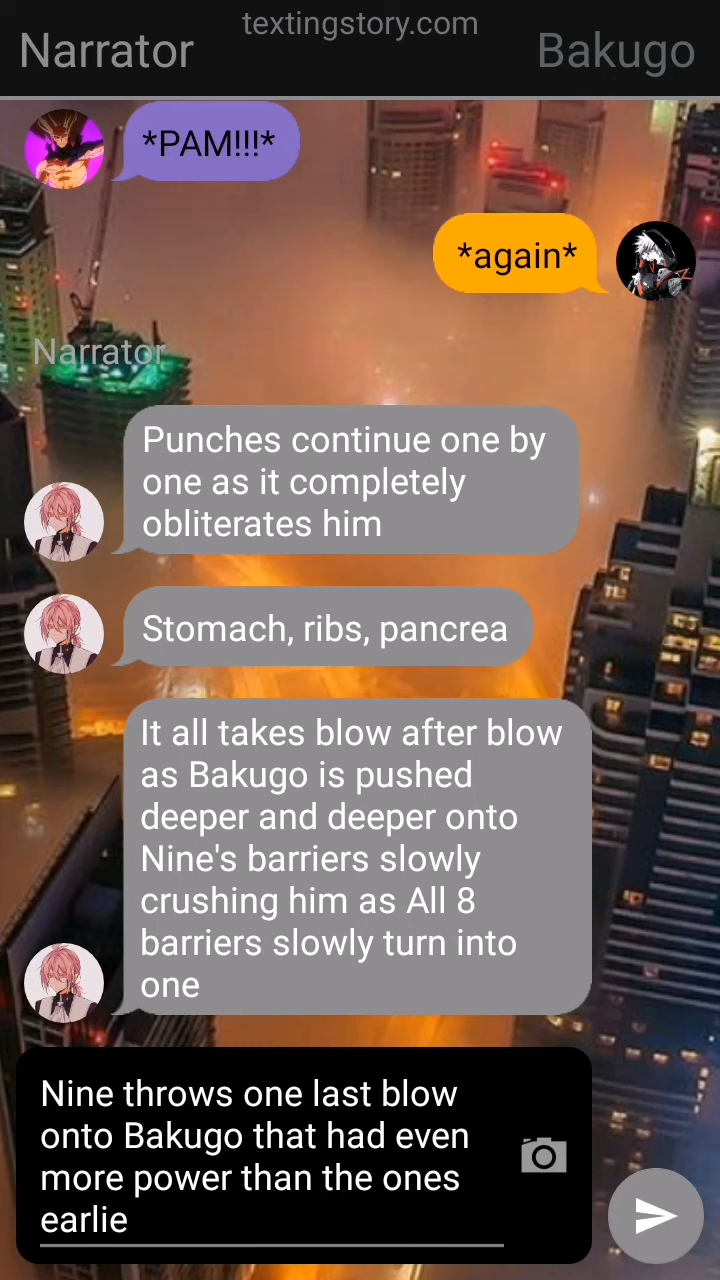 textingstory.com
Narrator
Bakugo
*PAM!!!*
*again*
Narrator
Punches continue one by
one as it completely
obliterates him
Stomach, ribs, pancrea
It all takes blow after blow
as Bakugo is pushed
deeper and deeper onto
Nine's barriers slowly
crushing him as All 8
barriers slowly turn into
one
Nine throws one last blow
onto Bakugo that had even
more power than the ones
earlie